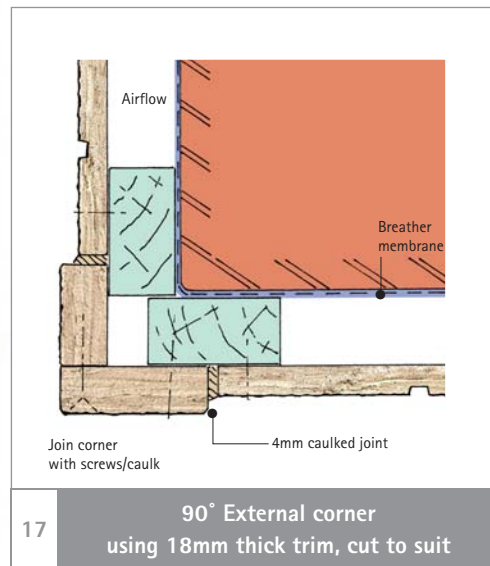 Airflow
Breather
membrane
Join corner
with screws/caulk
4mm caulked joint
17
90˚ External corner
using 18mm thick trim, cut to suit